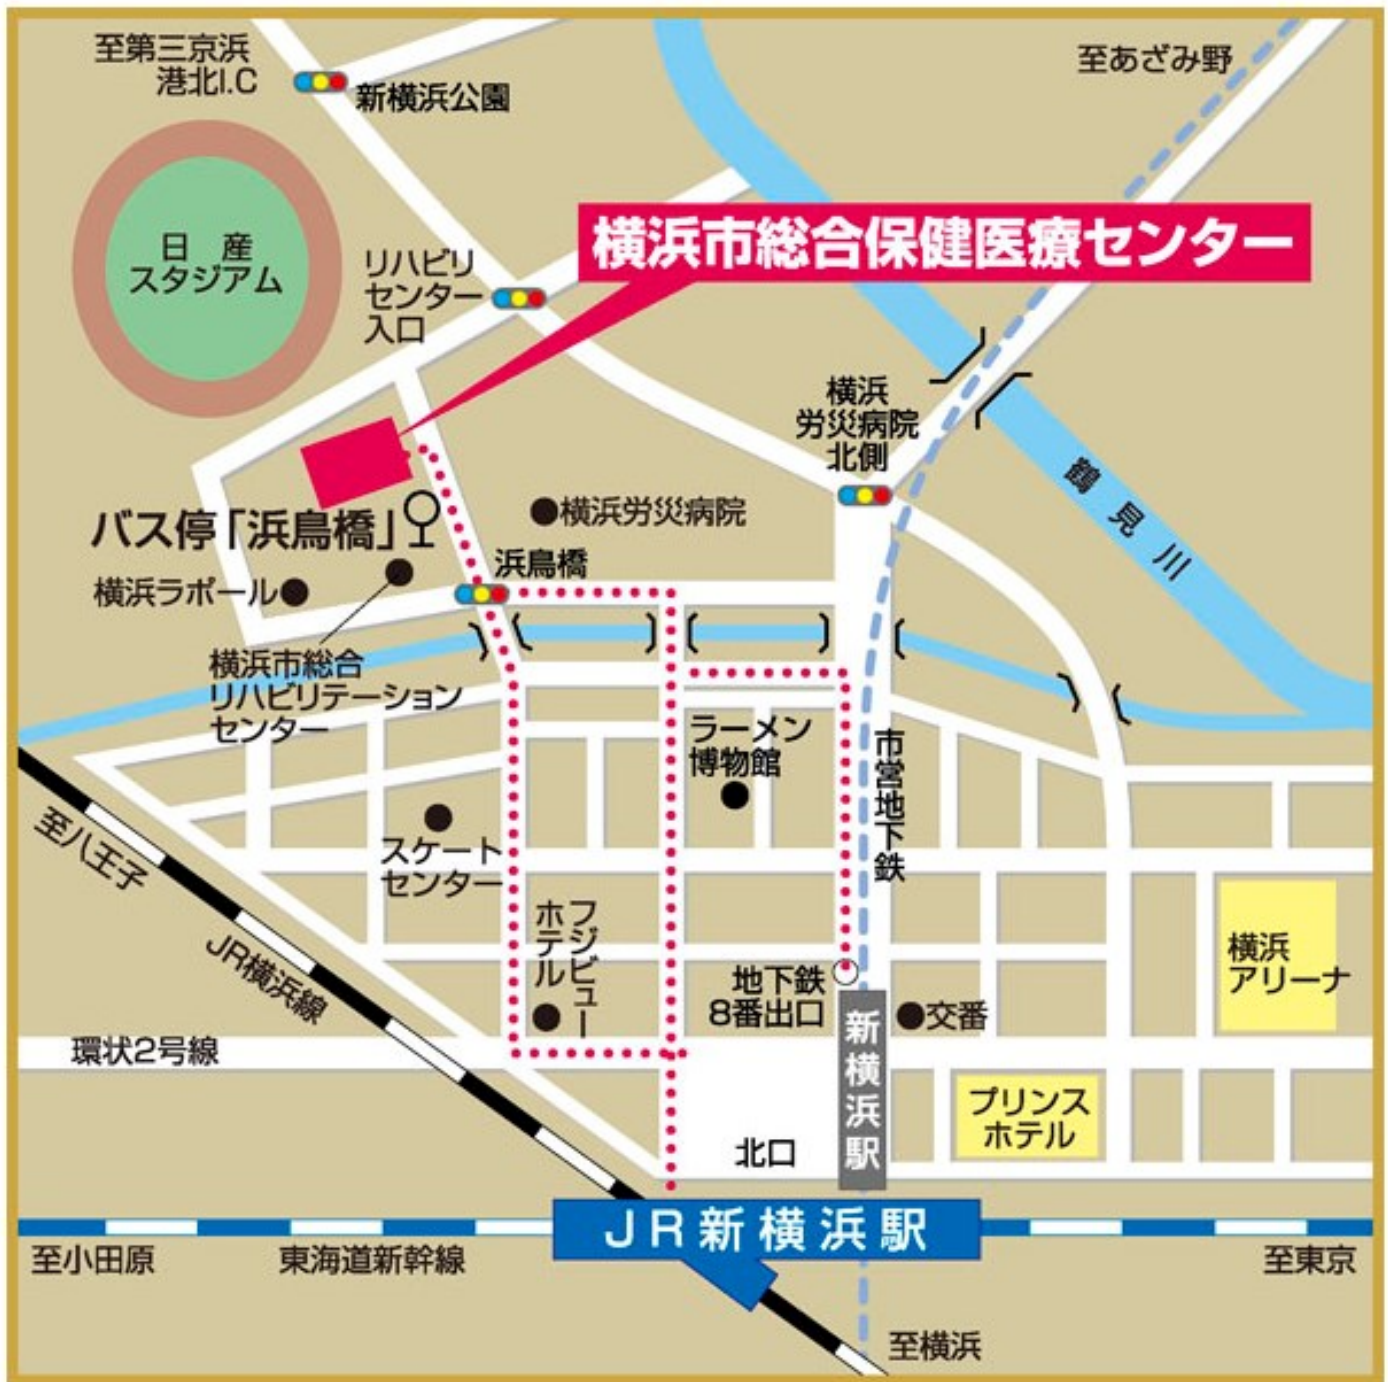 至第三京浜
港北I.C
新横浜公園
至あざみ野
日産
スタジアム
リハビリ
センター
入口
横浜市総合保健医療センター
横浜
労災病院
北側
鶴見川
バス停「浜鳥橋」
横浜労災病院
浜鳥橋
横浜ラポール
横浜市総合
リハビリテーション
センター
ラーメン
博物館
市営地下鉄
至八王子
スケート
センター
フジビュー
ホテル
JR横浜線
地下鉄
8番出口
交番
横浜
アリーナ
環状2号線
新横浜駅
プリンス
ホテル
北口
JR新横浜駅
至小田原
東海道新幹線
至東京
至横浜